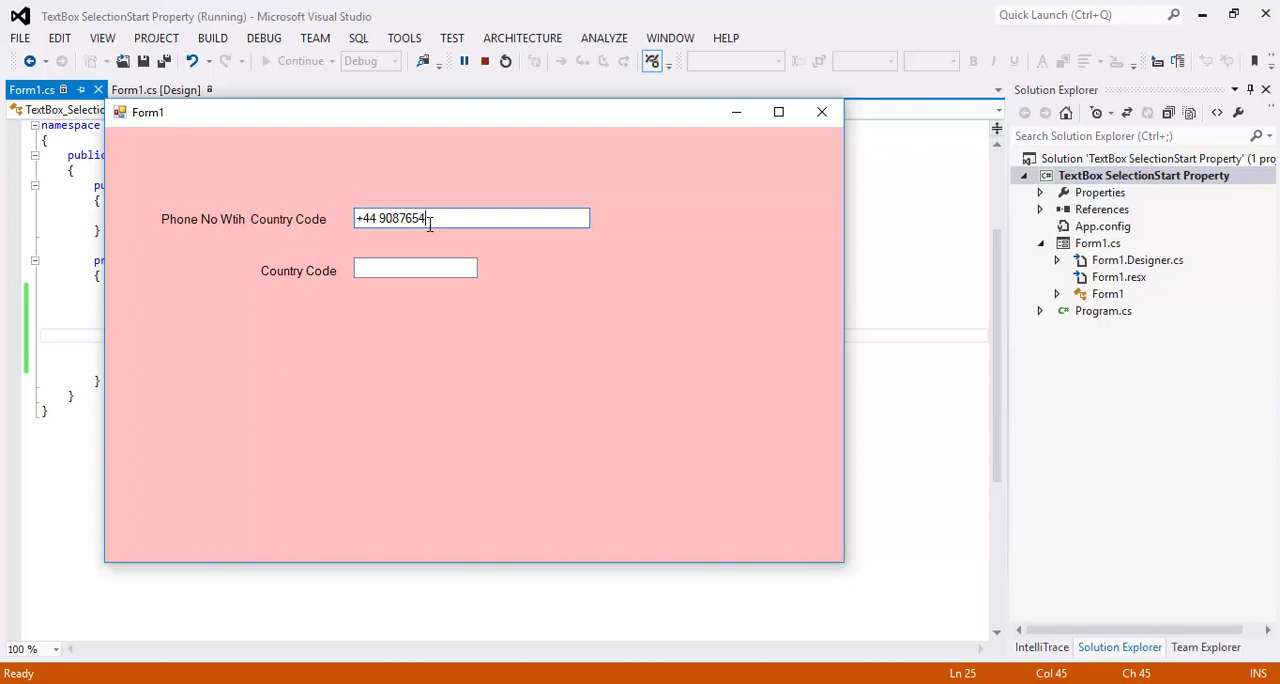 TextBox SelectionStart Property (Running) - Microsoft Visual Studio
Quick Launch (Ctrl+Q)
FILE EDIT VIEW PROJECT BUILD DEBUG TEAM SQL TOOLS TEST ARCHITECTURE ANALYZE WINDOW HELP
Continue Debug
Form1.cs Form1.cs [Design]
Solution Explorer
TextBox_Selectio
Form1
namespace
{
public
{
pu
{
}
pr
{
}
}
}
Phone No Wtih Country Code +44 9087654
Country Code
Search Solution Explorer (Ctrl+;)
Solution 'TextBox SelectionStart Property' (1 pro
C# TextBox SelectionStart Property
Properties
References
App.config
Form1.cs
Form1.Designer.cs
Form1.resx
Form1
C# Program.cs
100 %
IntelliTrace Solution Explorer Team Explorer
Ready Ln 25 Col 45 Ch 45 INS